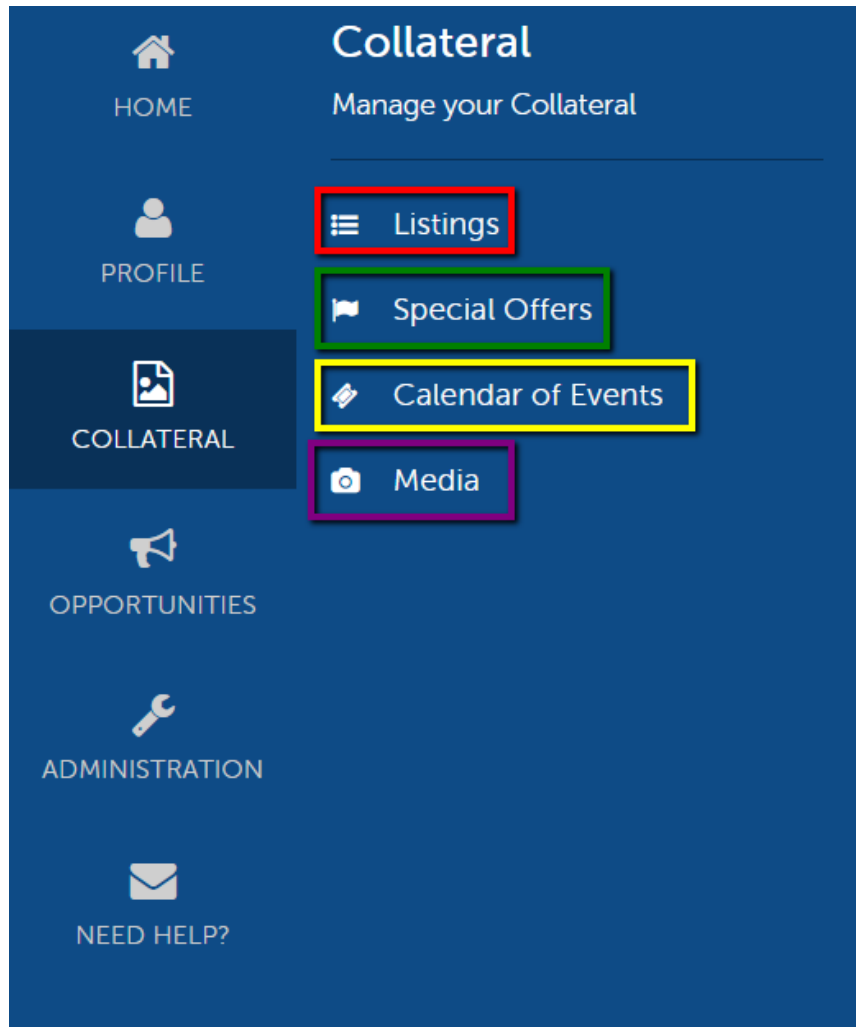 HOME
PROFILE
COLLATERAL
OPPORTUNITIES
ADMINISTRATION
NEED HELP?
Collateral
Manage your Collateral
Listings
Special Offers
Calendar of Events
Media